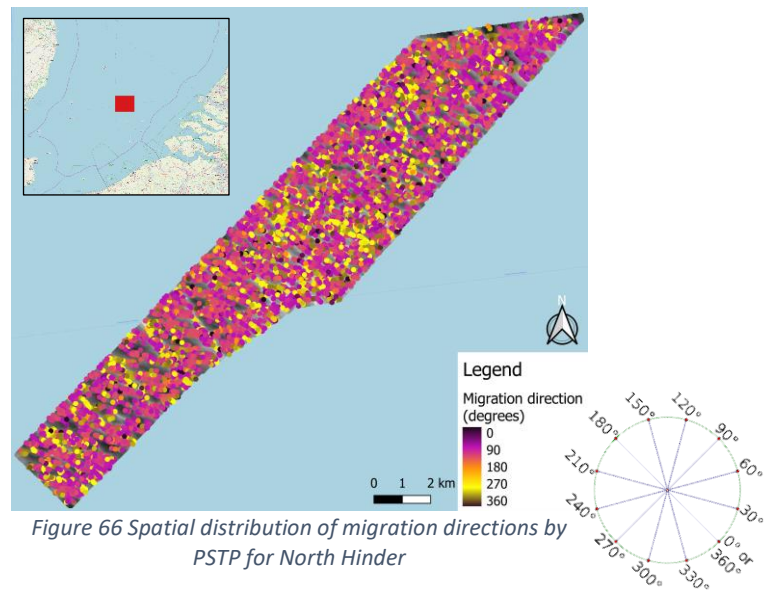 N
Legend
Migration direction
(degrees)
0
90
180
270
360
0 1 2 km
150° 120°
180° 90°
210° 60°
240° 30°
270° 0° or
300° 330° 360°
Figure 66 Spatial distribution of migration directions by
PSTP for North Hinder